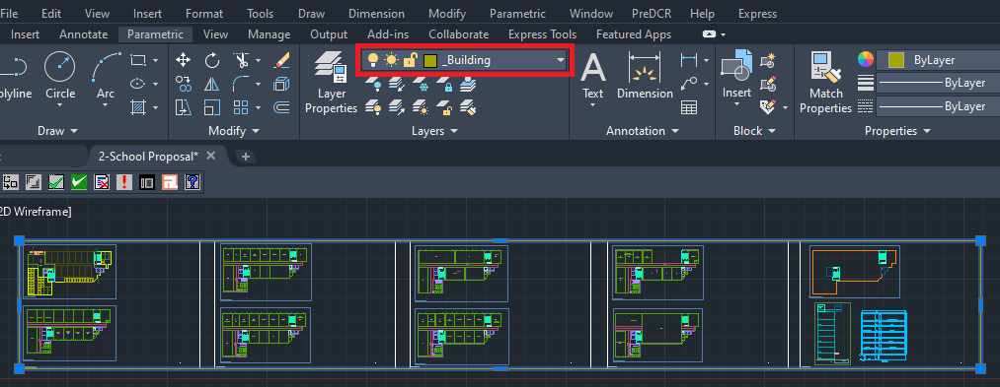 File Edit View Insert Format Tools Draw Dimension Modify Parametric Window PreDCR Help Express
Insert Annotate Parametric View Manage Output Add-ins Collaborate Express Tools Featured Apps
_Building
ByLayer
ByLayer
ByLayer
Circle Arc Layer Properties Text Dimension Insert Match Properties
Draw Modify Layers Annotation Block Properties
2-School Proposal*
2D Wireframe]